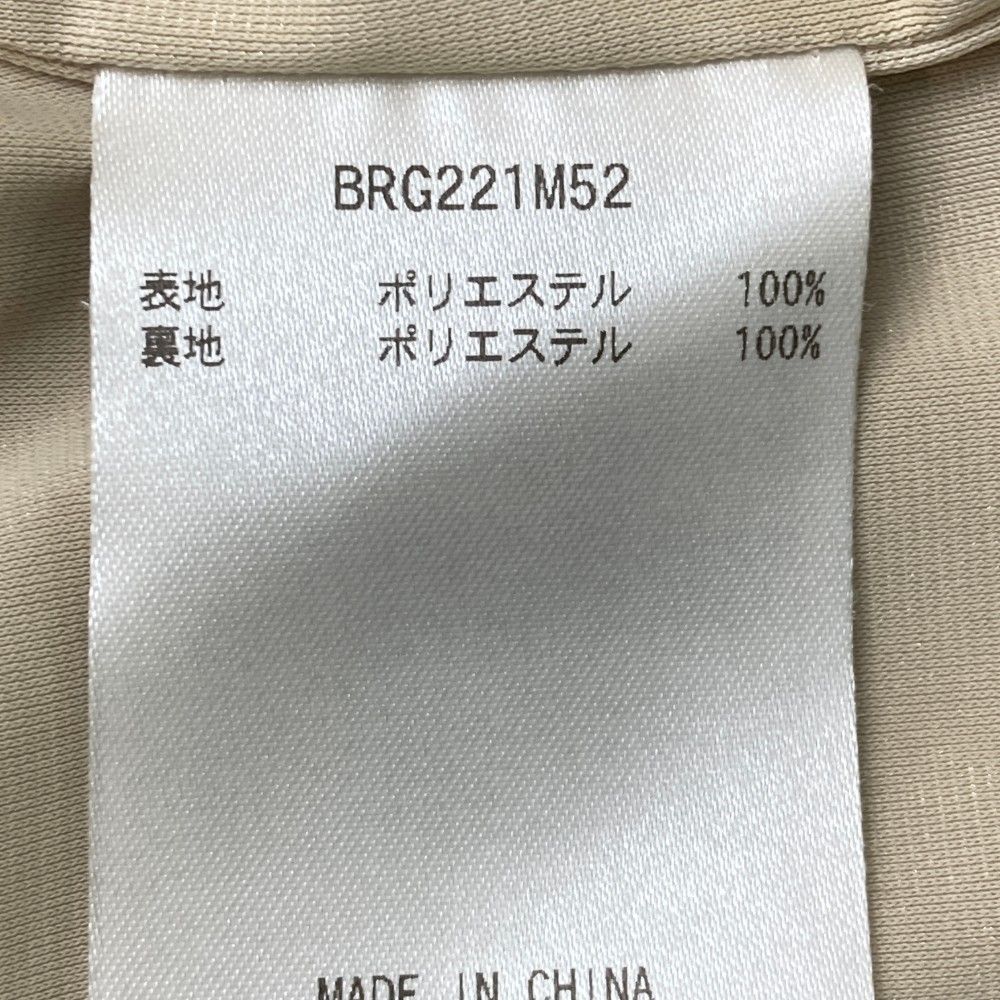 BRG221M52
表地 ポリエステル 100%
裏地 ポリエステル 100%
MADE IN CHINA